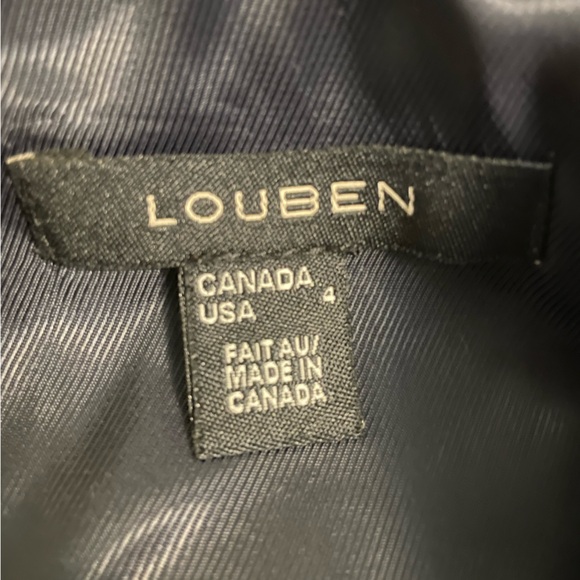 LOUBEN
CANADA 4
USA
FAIT AU/
MADE IN
CANADA